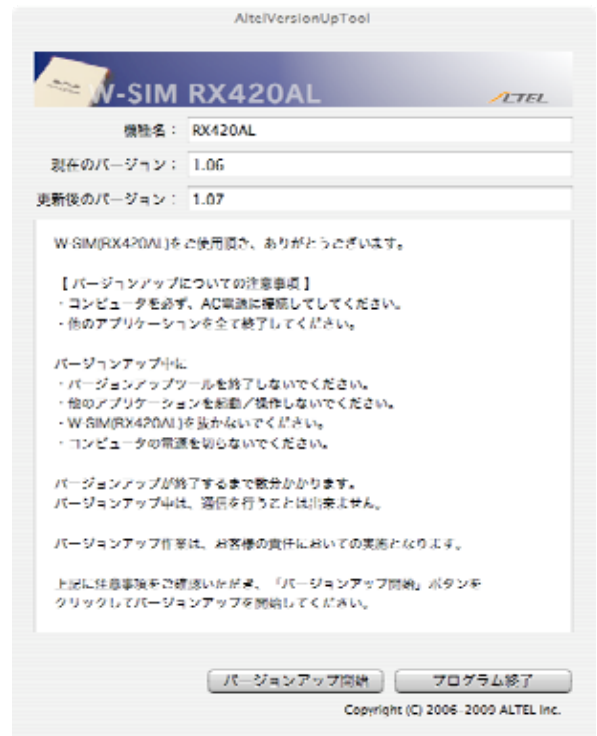 AltelVersionUpTool
W-SIM RX420AL
ALTEL
機種名： RX420AL
現在のバージョン： 1.06
更新後のバージョン： 1.07
W-SIM(RX420AL)をご使用頂き、ありがとうございます。
【 バージョンアップについての注意事項 】
・コンピュータを必ず、AC電源に接続してしてください。
・他のアプリケーションを全て終了してください。
バージョンアップ中に
・バージョンアップツールを終了しないでください。
・他のアプリケーションを起動／操作しないでください。
・W-SIM(RX420AL)を抜かないでください。
・コンピュータの電源を切らないでください。
バージョンアップが終了するまで数分かかります。
バージョンアップ中は、通信を行うことは出来ません。
バージョンアップ作業は、お客様の責任においての実施となります。
上記に注意事項をご確認いただき、「バージョンアップ開始」ボタンを
クリックしてバージョンアップを開始してください。
バージョンアップ開始 プログラム終了
Copyright (C) 2006-2009 ALTEL Inc.